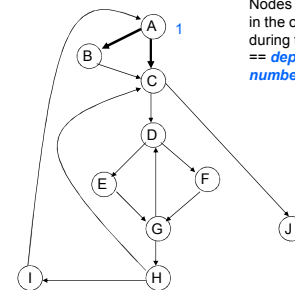 Nodes
in the o
during t
== dep
numbe
A 1
B
C
D
E F
G
J
I H